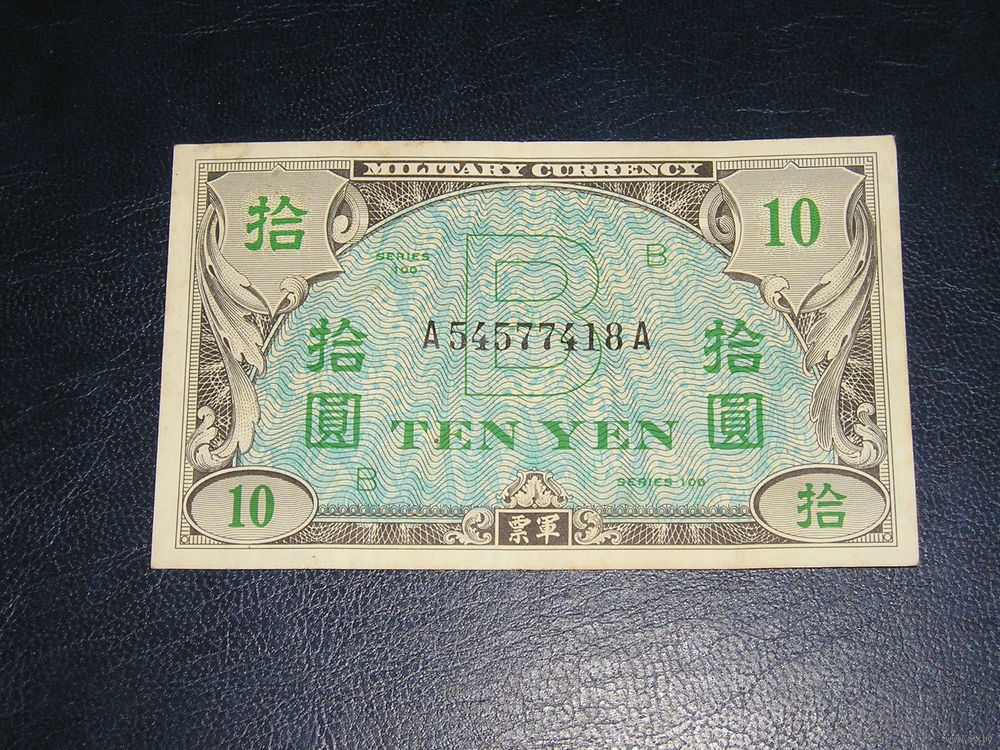 MILITARY CURRENCY
拾
10
SERIES
100
B
B
A54577418A
拾
圓
拾
圓
TEN YEN
B
SERIES 100
10
票軍
拾